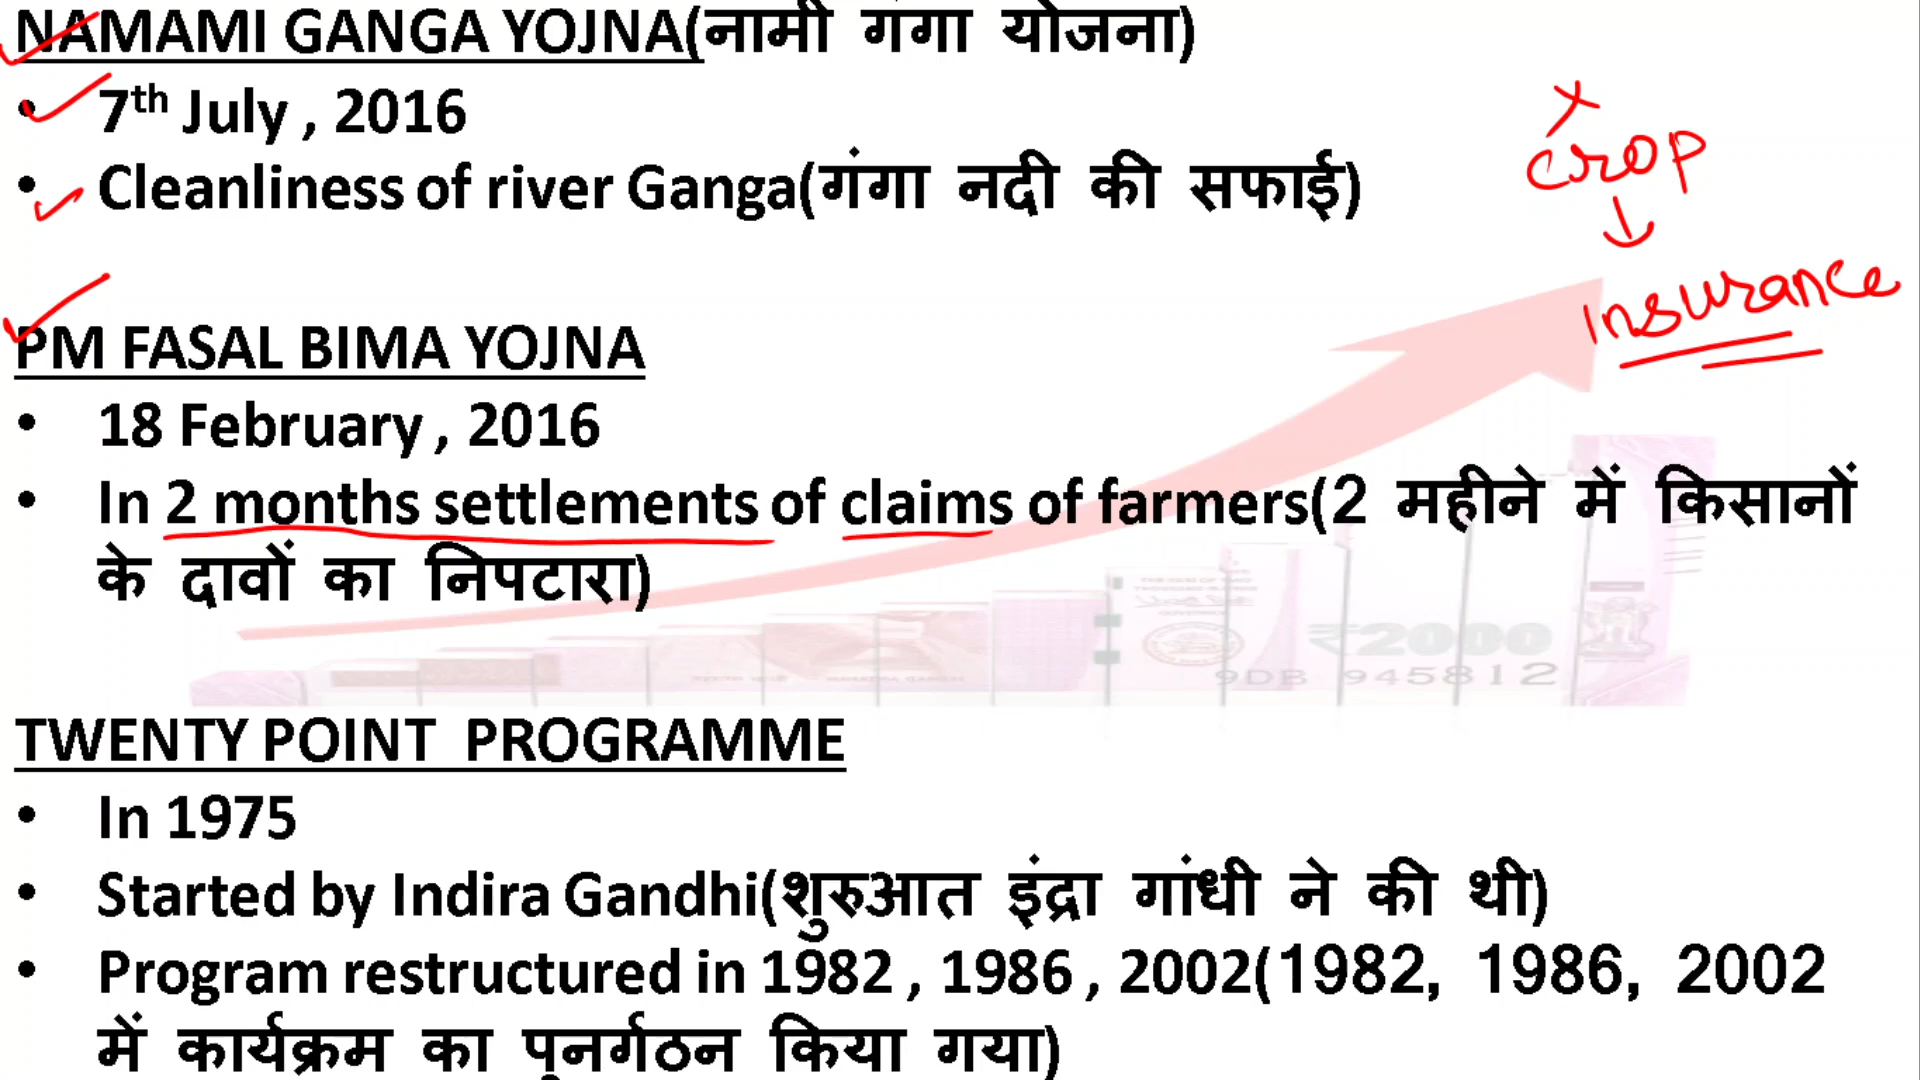 NAMAMI GANGA YOJNA(नामी गंगा योजना)
• 7th July , 2016
• Cleanliness of river Ganga(गंगा नदी की सफाई)
crop
↓
insurance
PM FASAL BIMA YOJNA
• 18 February , 2016
• In 2 months settlements of claims of farmers(2 महीने में किसानों
के दावों का निपटारा)
₹2000
9DB 945812
TWENTY POINT PROGRAMME
• In 1975
• Started by Indira Gandhi(शुरुआत इंद्रा गांधी ने की थी)
• Program restructured in 1982 , 1986 , 2002(1982, 1986, 2002
में कार्यक्रम का पुनर्गठन किया गया)